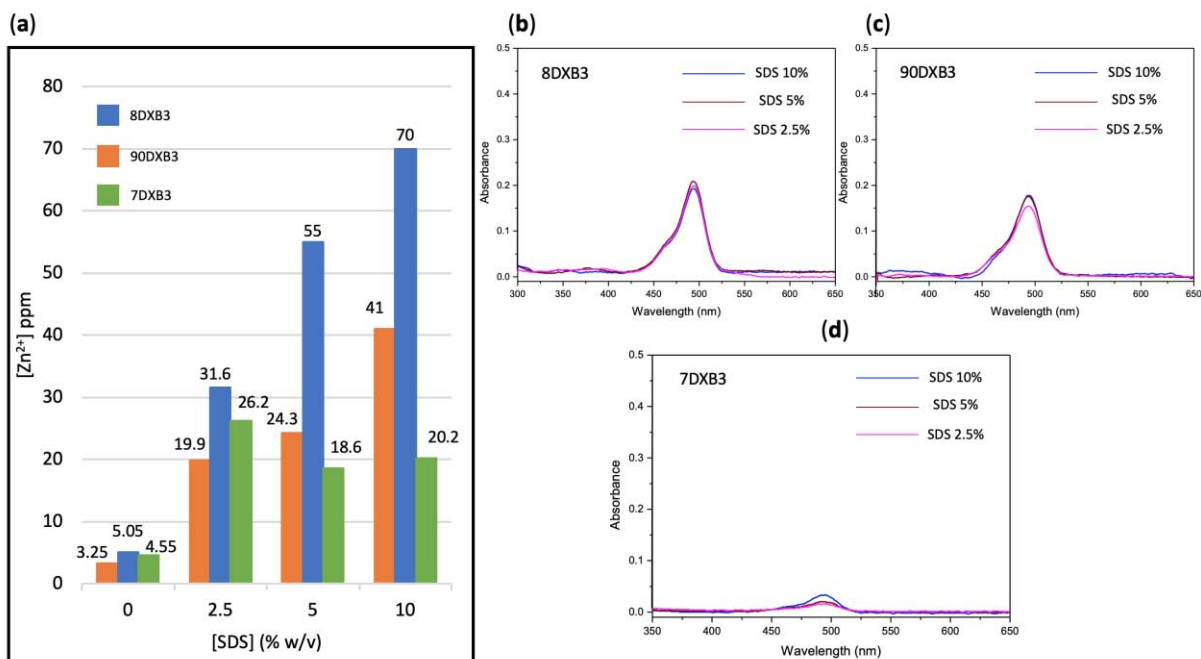 (a)
80
70
60
50
40
30
20
10
0
[Zn²⁺] ppm
8DXB3
90DXB3
7DXB3
3.25
5.05
4.55
19.9
31.6
26.2
24.3
55
18.6
41
70
20.2
0 2.5 5 10
[SDS] (% w/v)
(b)
0.5
0.4
0.3
0.2
0.1
0.0
Absorbance
8DXB3
SDS 10%
SDS 5%
SDS 2.5%
300 350 400 450 500 550 600 650
Wavelength (nm)
(c)
0.5
0.4
0.3
0.2
0.1
0.0
Absorbance
90DXB3
SDS 10%
SDS 5%
SDS 2.5%
350 400 450 500 550 600 650
Wavelength (nm)
(d)
0.5
0.4
0.3
0.2
0.1
0.0
Absorbance
7DXB3
SDS 10%
SDS 5%
SDS 2.5%
350 400 450 500 550 600 650
Wavelength (nm)